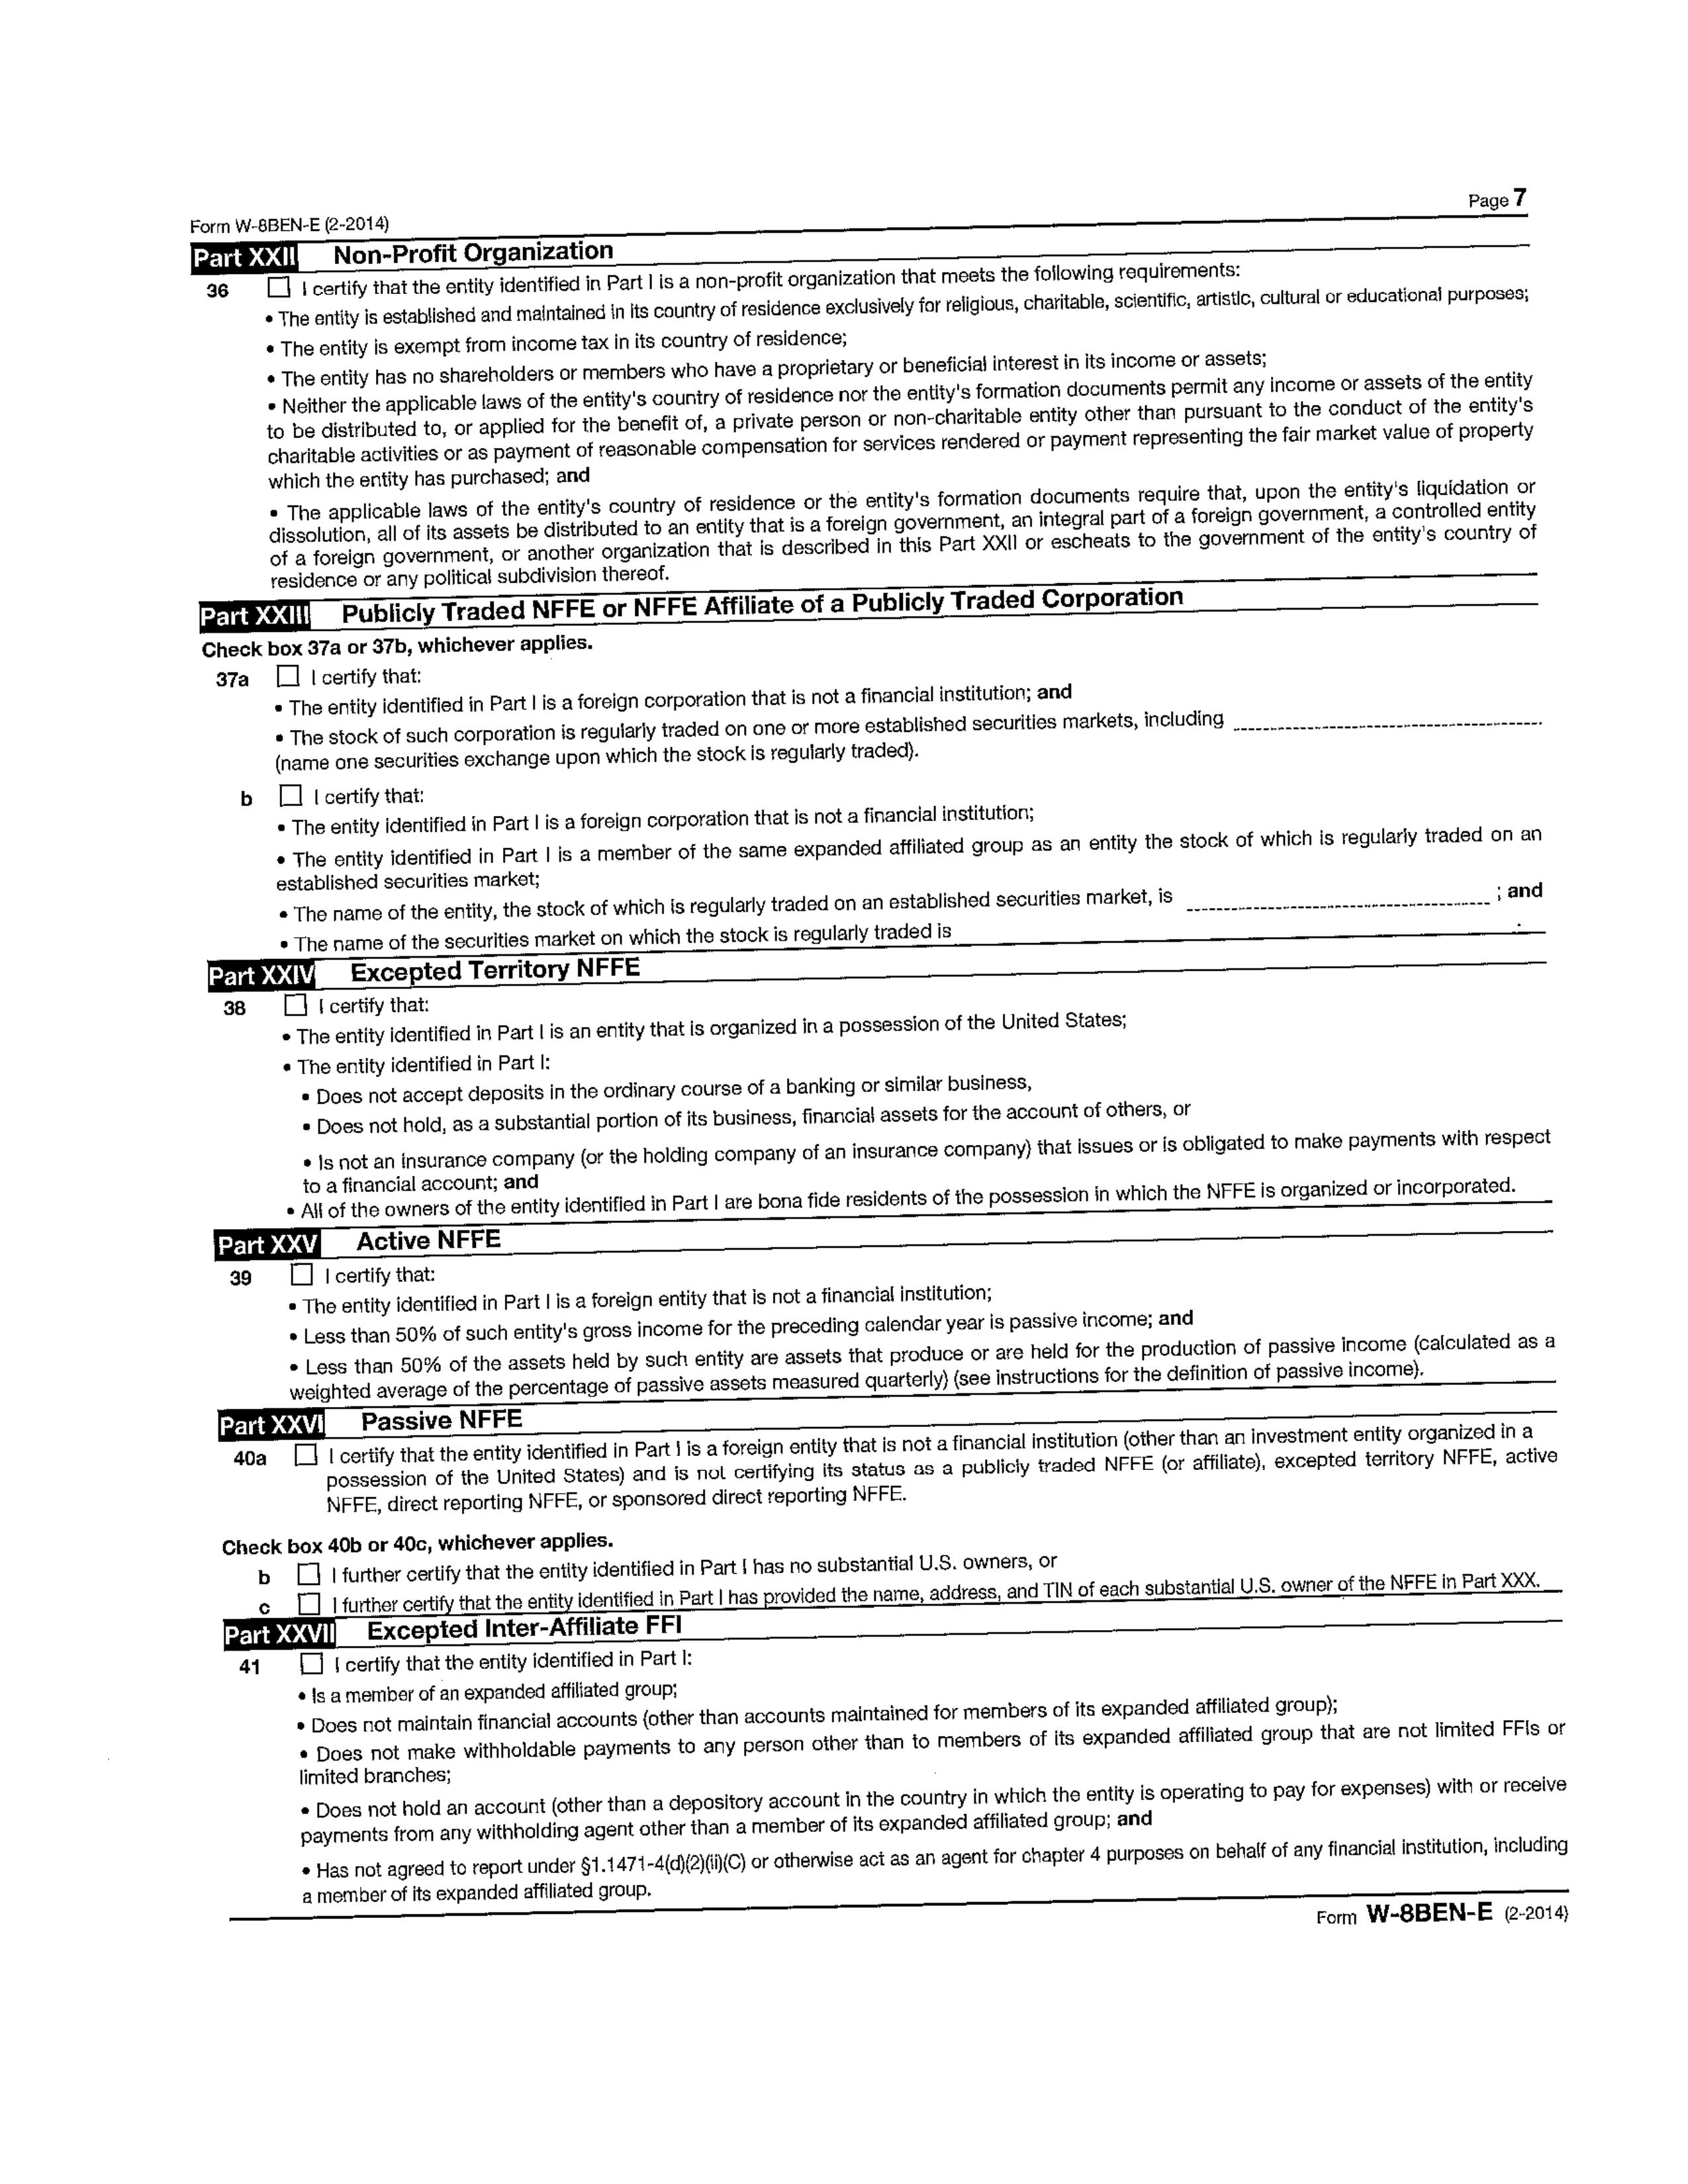 Form W-8BEN-E (2-2014) Page 7
Part XXII Non-Profit Organization
36 ☐ I certify that the entity identified in Part I is a non-profit organization that meets the following requirements:
• The entity is established and maintained in its country of residence exclusively for religious, charitable, scientific, artistic, cultural or educational purposes;
• The entity is exempt from income tax in its country of residence;
• The entity has no shareholders or members who have a proprietary or beneficial interest in its income or assets;
• Neither the applicable laws of the entity's country of residence nor the entity's formation documents permit any income or assets of the entity
to be distributed to, or applied for the benefit of, a private person or non-charitable entity other than pursuant to the conduct of the entity's
charitable activities or as payment of reasonable compensation for services rendered or payment representing the fair market value of property
which the entity has purchased; and
• The applicable laws of the entity's country of residence or the entity's formation documents require that, upon the entity's liquidation or
dissolution, all of its assets be distributed to an entity that is a foreign government, an integral part of a foreign government, a controlled entity
of a foreign government, or another organization that is described in this Part XXII or escheats to the government of the entity's country of
residence or any political subdivision thereof.
Part XXIII Publicly Traded NFFE or NFFE Affiliate of a Publicly Traded Corporation
Check box 37a or 37b, whichever applies.
37a ☐ I certify that:
• The entity identified in Part I is a foreign corporation that is not a financial institution; and
• The stock of such corporation is regularly traded on one or more established securities markets, including
(name one securities exchange upon which the stock is regularly traded).
b ☐ I certify that:
• The entity identified in Part I is a foreign corporation that is not a financial institution;
• The entity identified in Part I is a member of the same expanded affiliated group as an entity the stock of which is regularly traded on an
established securities market;
• The name of the entity, the stock of which is regularly traded on an established securities market, is ; and
• The name of the securities market on which the stock is regularly traded is .
Part XXIV Excepted Territory NFFE
38 ☐ I certify that:
• The entity identified in Part I is an entity that is organized in a possession of the United States;
• The entity identified in Part I:
• Does not accept deposits in the ordinary course of a banking or similar business,
• Does not hold, as a substantial portion of its business, financial assets for the account of others, or
• Is not an insurance company (or the holding company of an insurance company) that issues or is obligated to make payments with respect
to a financial account; and
• All of the owners of the entity identified in Part I are bona fide residents of the possession in which the NFFE is organized or incorporated.
Part XXV Active NFFE
39 ☐ I certify that:
• The entity identified in Part I is a foreign entity that is not a financial institution;
• Less than 50% of such entity's gross income for the preceding calendar year is passive income; and
• Less than 50% of the assets held by such entity are assets that produce or are held for the production of passive income (calculated as a
weighted average of the percentage of passive assets measured quarterly) (see instructions for the definition of passive income).
Part XXVI Passive NFFE
40a ☐ I certify that the entity identified in Part I is a foreign entity that is not a financial institution (other than an investment entity organized in a
possession of the United States) and is not certifying its status as a publicly traded NFFE (or affiliate), excepted territory NFFE, active
NFFE, direct reporting NFFE, or sponsored direct reporting NFFE.
Check box 40b or 40c, whichever applies.
b ☐ I further certify that the entity identified in Part I has no substantial U.S. owners, or
c ☐ I further certify that the entity identified in Part I has provided the name, address, and TIN of each substantial U.S. owner of the NFFE in Part XXX.
Part XXVII Excepted Inter-Affiliate FFI
41 ☐ I certify that the entity identified in Part I:
• Is a member of an expanded affiliated group;
• Does not maintain financial accounts (other than accounts maintained for members of its expanded affiliated group);
• Does not make withholdable payments to any person other than to members of its expanded affiliated group that are not limited FFIs or
limited branches;
• Does not hold an account (other than a depository account in the country in which the entity is operating to pay for expenses) with or receive
payments from any withholding agent other than a member of its expanded affiliated group; and
• Has not agreed to report under §1.1471-4(d)(2)(ii)(C) or otherwise act as an agent for chapter 4 purposes on behalf of any financial institution, including
a member of its expanded affiliated group.
Form W-8BEN-E (2-2014)